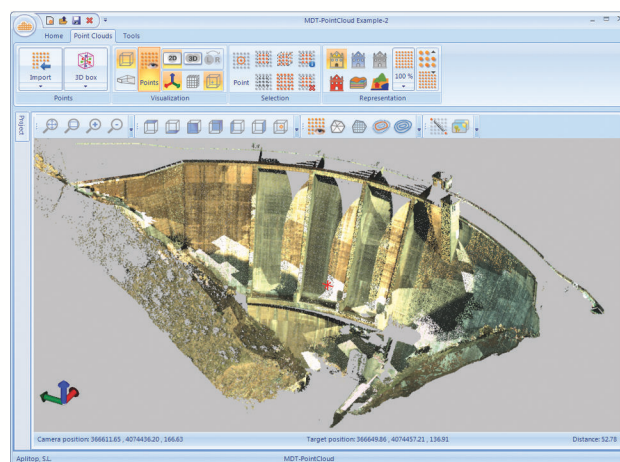 MDT-PointCloud Example-2
Home Point Clouds Tools
Import 3D box Points 2D 3D L R Point 100 %
Points Visualization Selection Representation
Project
Camera position: 366611.65 , 4074436.20 , 166.63 Target position: 366649.86 , 4074457.21 , 136.91 Distance: 52.78
Aplitop, S.L. MDT-PointCloud